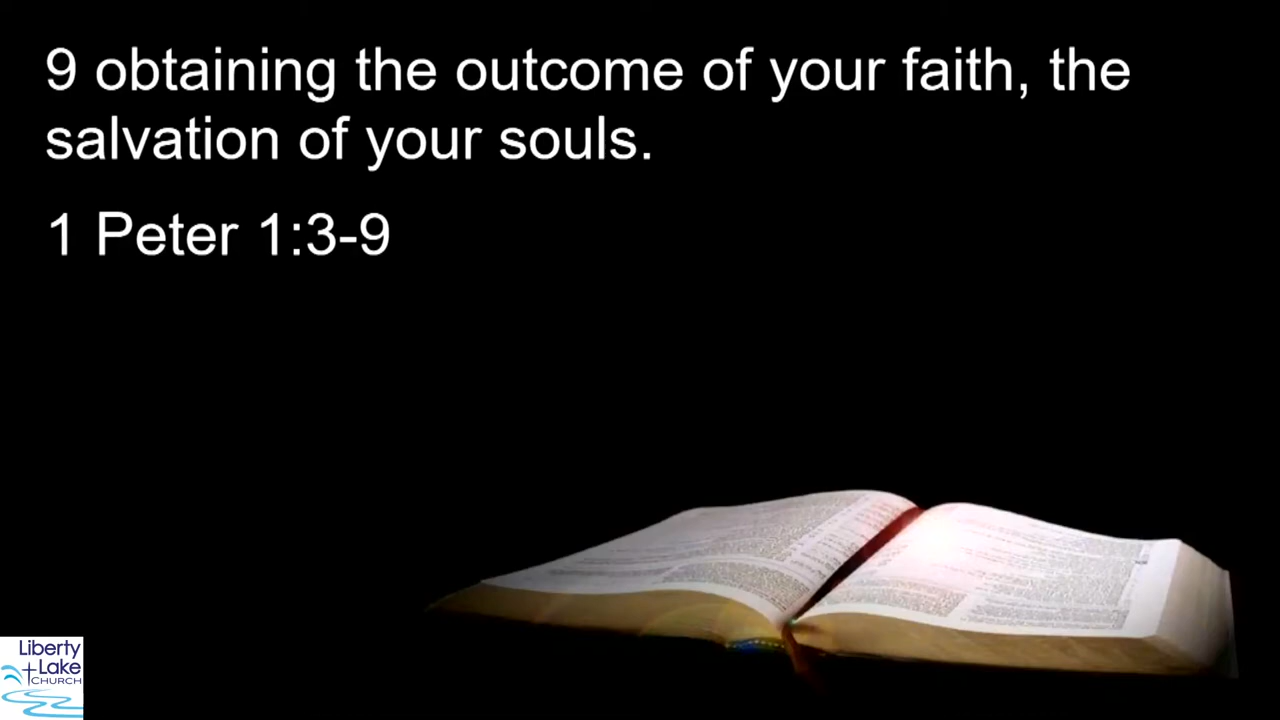 9 obtaining the outcome of your faith, the
salvation of your souls.
1 Peter 1:3-9
Liberty
Lake
CHURCH